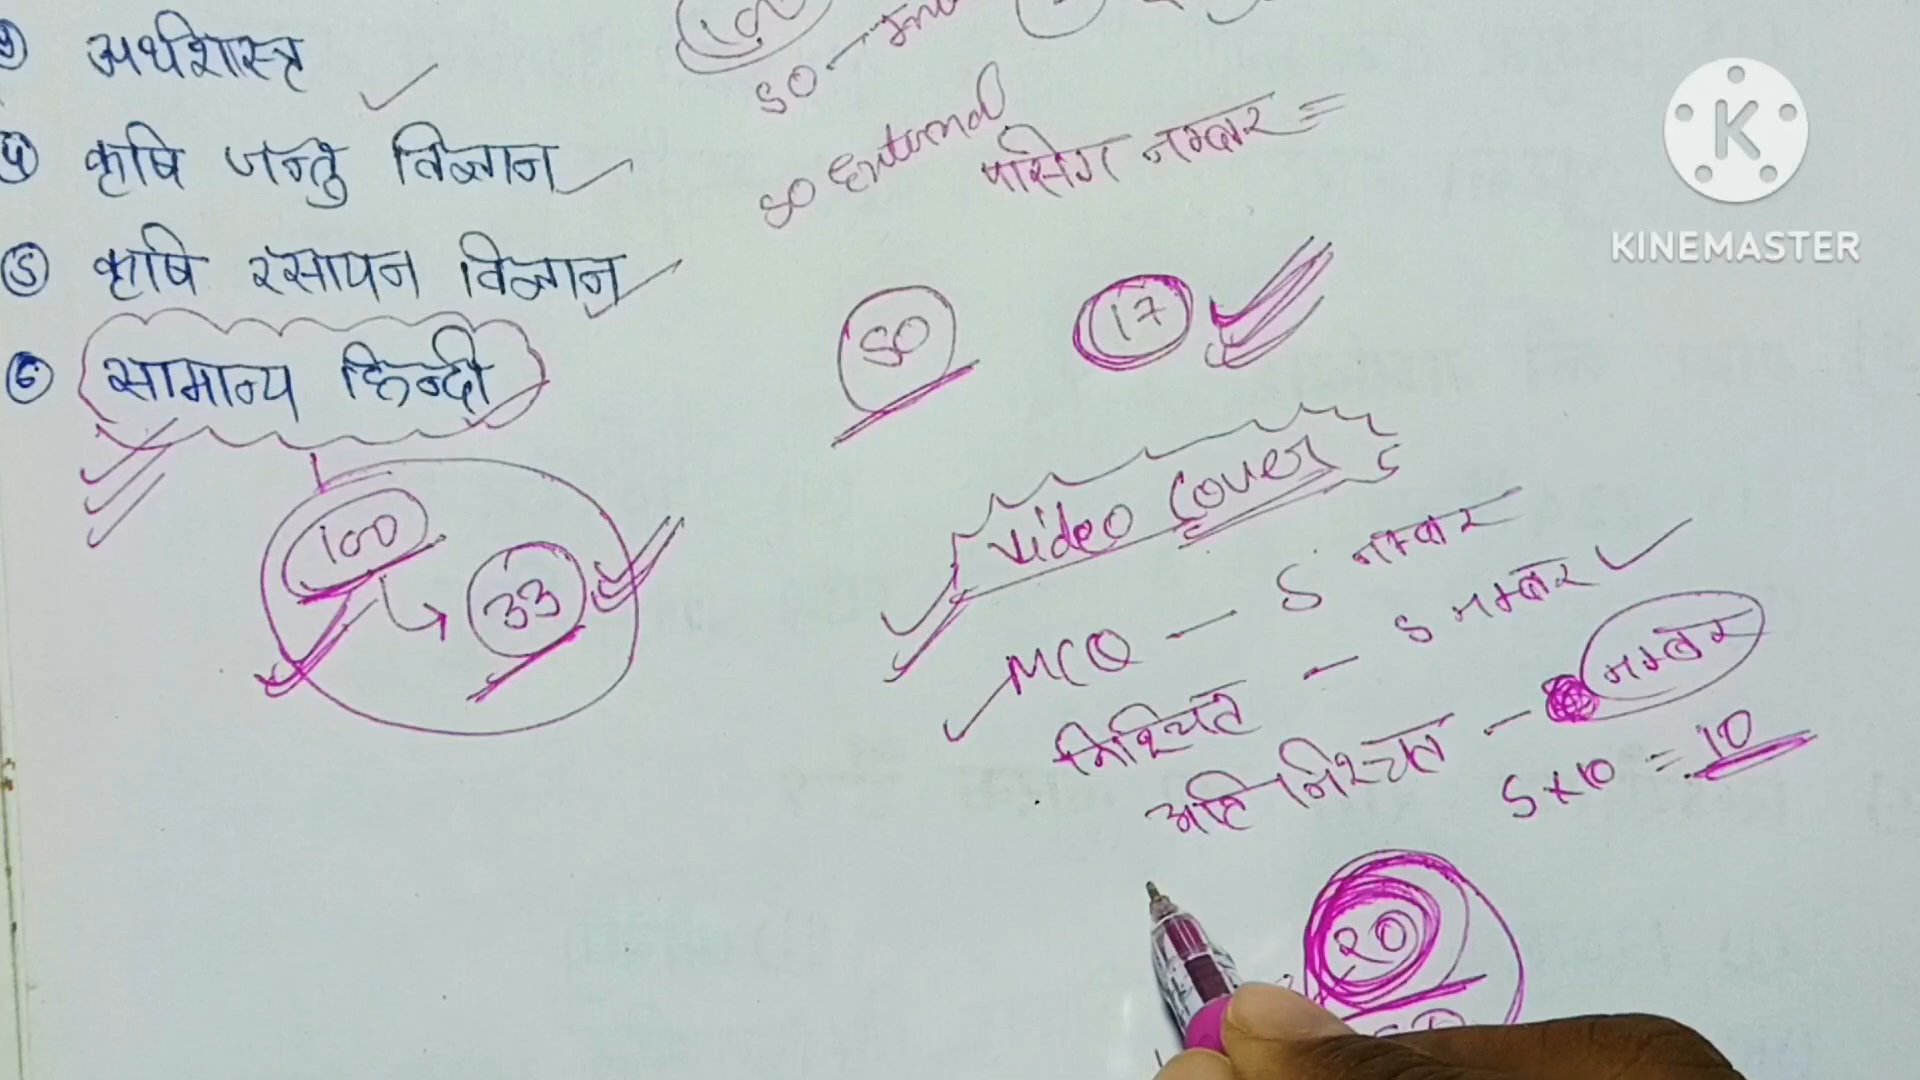 अर्थशास्त्र
कृषि जन्तु विज्ञान
5 कृषि रसायन विज्ञान
6 सामान्य हिन्दी
100
33
50
50 External
पासिंग नम्बर =
50
17
Video Cover
MCQ - 5 नम्बर
निश्चित - 5 नम्बर
अति निश्चत - नम्बर
5 x 10 = 10
20
K
KINEMASTER